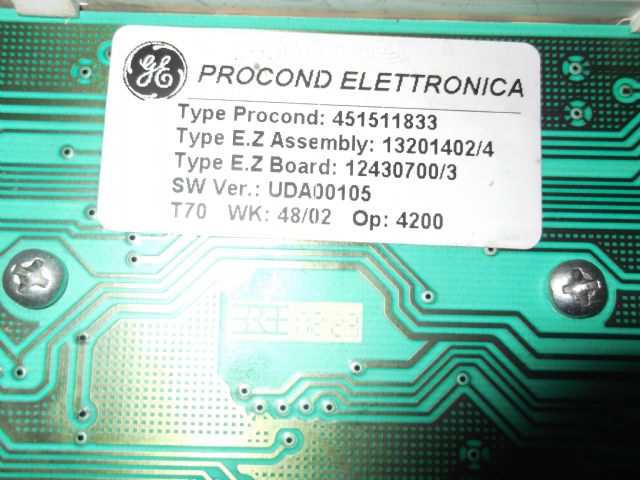 GE PROCOND ELETTRONICA
Type Procond: 451511833
Type E.Z Assembly: 13201402/4
Type E.Z Board: 12430700/3
SW Ver.: UDA00105
T70 WK: 48/02 Op: 4200